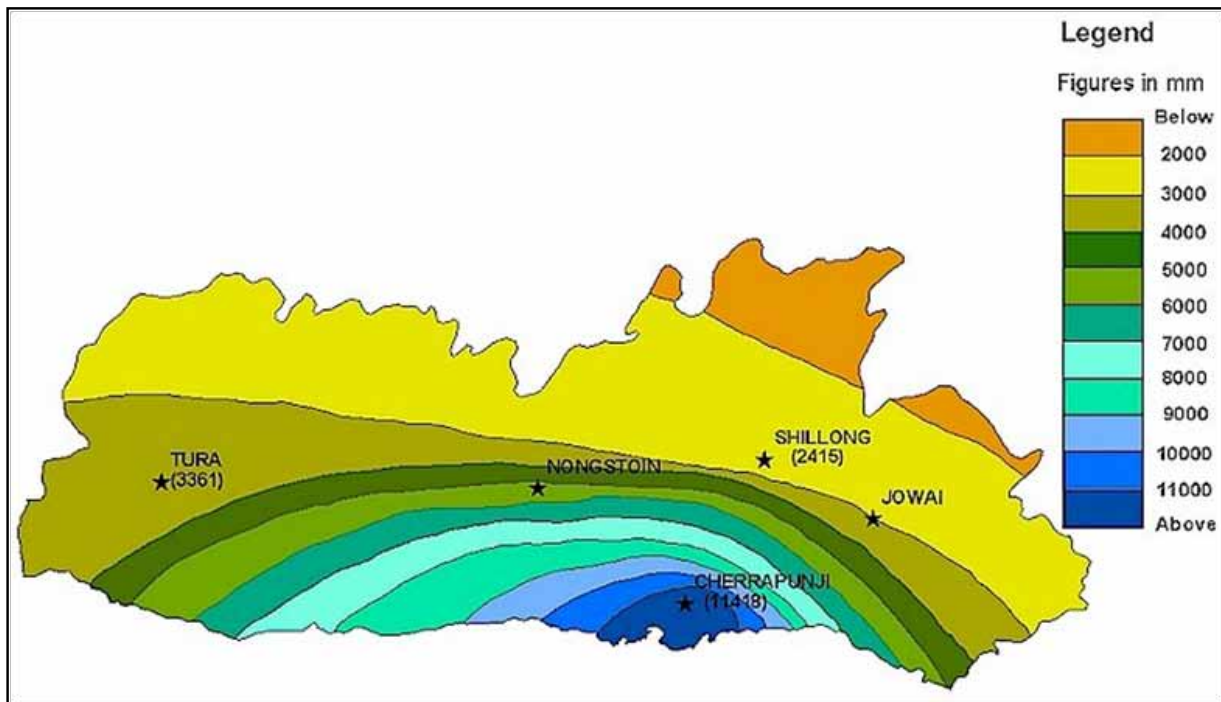 Legend
Figures in mm
Below
2000
3000
4000
5000
6000
7000
8000
9000
10000
11000
Above
SHILLONG
(2415)
TURA
(3361)
NONGSTOIN
JOWAI
CHERRAPUNJI
(11418)